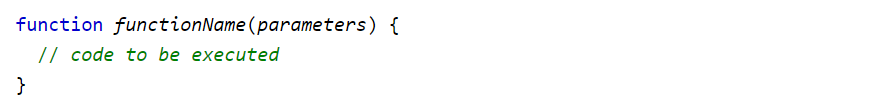 function functionName(parameters) {
  // code to be executed
}